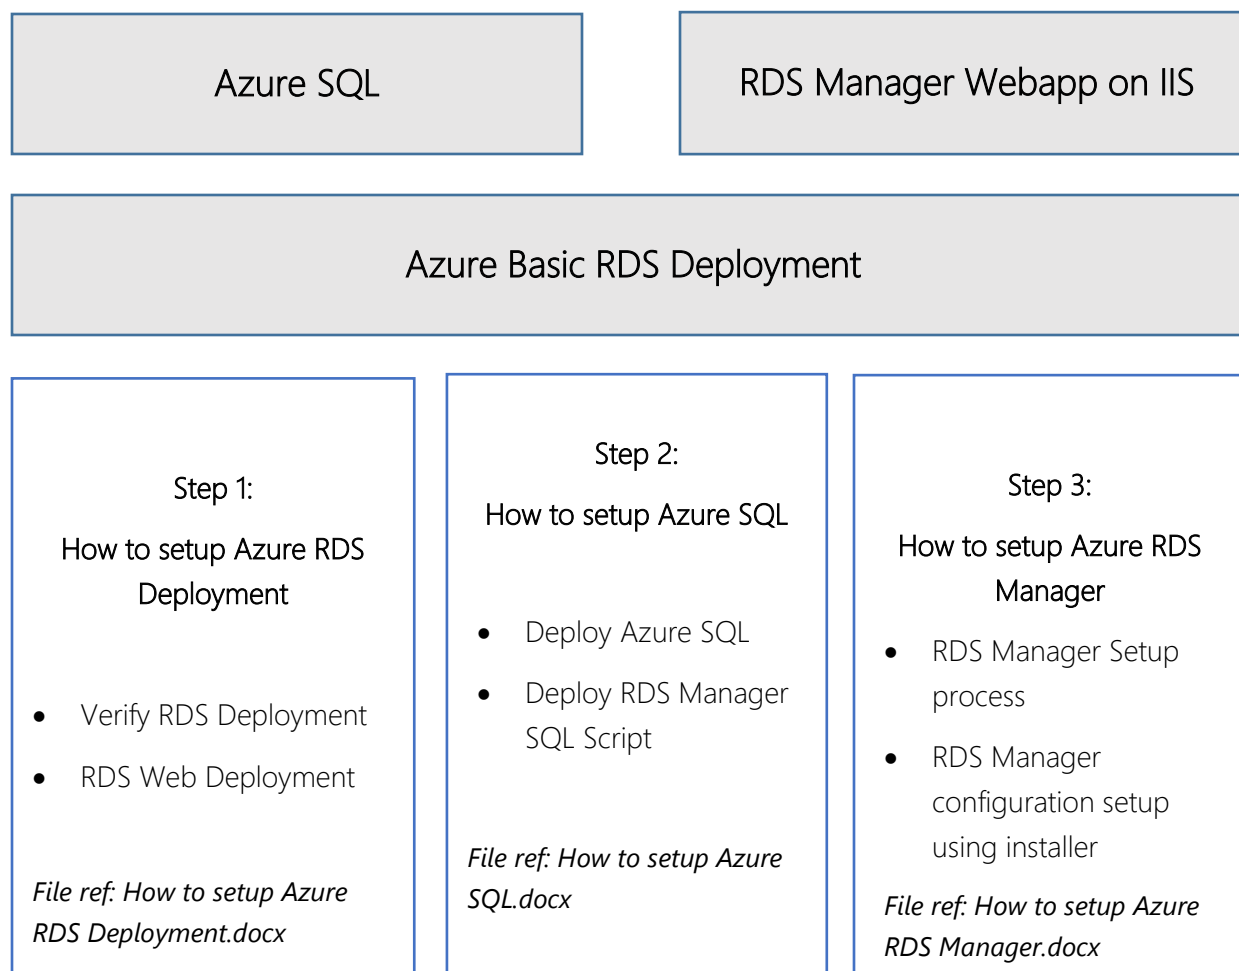 Azure SQL
RDS Manager Webapp on IIS
Azure Basic RDS Deployment
Step 1:
How to setup Azure RDS
Deployment
• Verify RDS Deployment
• RDS Web Deployment
File ref: How to setup Azure
RDS Deployment.docx
Step 2:
How to setup Azure SQL
• Deploy Azure SQL
• Deploy RDS Manager
SQL Script
File ref: How to setup Azure
SQL.docx
Step 3:
How to setup Azure RDS
Manager
• RDS Manager Setup
process
• RDS Manager
configuration setup
using installer
File ref: How to setup Azure
RDS Manager.docx